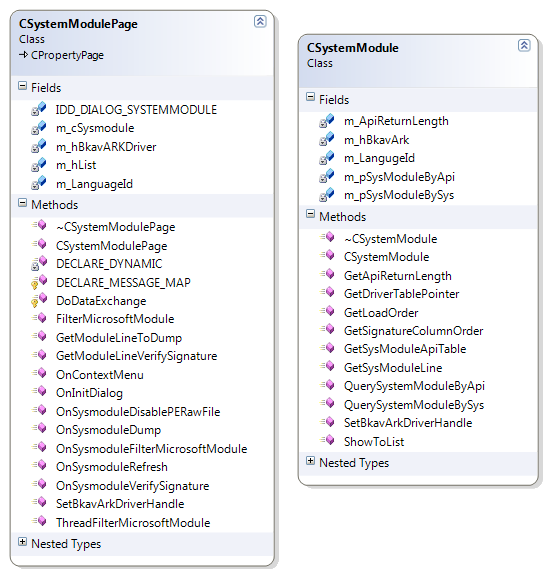 CSystemModulePage
Class
CPropertyPage
Fields
IDD_DIALOG_SYSTEMMODULE
m_cSysmodule
m_hBkavARKDriver
m_hList
m_LanguageId
Methods
~CSystemModulePage
CSystemModulePage
DECLARE_DYNAMIC
DECLARE_MESSAGE_MAP
DoDataExchange
FilterMicrosoftModule
GetModuleLineToDump
GetModuleLineVerifySignature
OnContextMenu
OnInitDialog
OnSysmoduleDisablePERawFile
OnSysmoduleDump
OnSysmoduleFilterMicrosoftModule
OnSysmoduleRefresh
OnSysmoduleVerifySignature
SetBkavArkDriverHandle
ThreadFilterMicrosoftModule
Nested Types
CSystemModule
Class
Fields
m_ApiReturnLength
m_hBkavArk
m_LangugeId
m_pSysModuleByApi
m_pSysModuleBySys
Methods
~CSystemModule
CSystemModule
GetApiReturnLength
GetDriverTablePointer
GetLoadOrder
GetSignatureColumnOrder
GetSysModuleApiTable
GetSysModuleLine
QuerySystemModuleByApi
QuerySystemModuleBySys
SetBkavArkDriverHandle
ShowToList
Nested Types